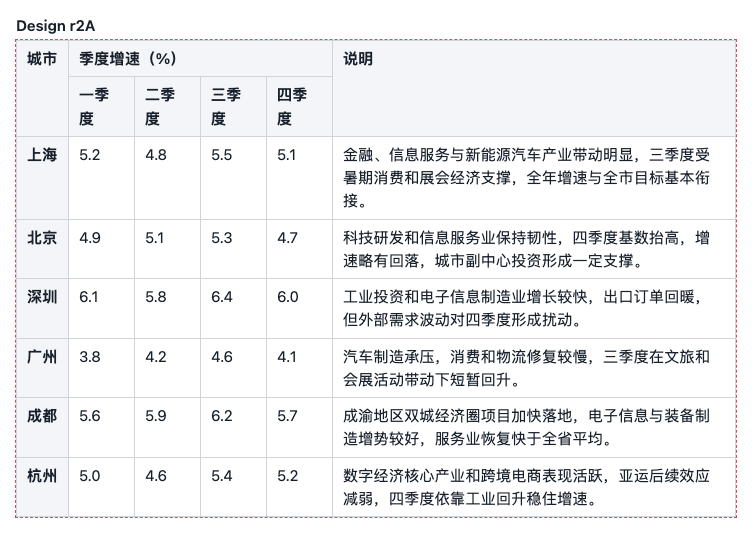 Design r2A
城市 季度增速（%） 说明
一季度 二季度 三季度 四季度
上海 5.2 4.8 5.5 5.1 金融、信息服务与新能源汽车产业带动明显，三季度受
暑期消费和展会经济支撑，全年增速与全市目标基本衔
接。
北京 4.9 5.1 5.3 4.7 科技研发和信息服务业保持韧性，四季度基数抬高，增
速略有回落，城市副中心投资形成一定支撑。
深圳 6.1 5.8 6.4 6.0 工业投资和电子信息制造业增长较快，出口订单回暖，
但外部需求波动对四季度形成扰动。
广州 3.8 4.2 4.6 4.1 汽车制造承压，消费和物流修复较慢，三季度在文旅和
会展活动带动下短暂回升。
成都 5.6 5.9 6.2 5.7 成渝地区双城经济圈项目加快落地，电子信息与装备制
造增势较好，服务业恢复快于全省平均。
杭州 5.0 4.6 5.4 5.2 数字经济核心产业和跨境电商表现活跃，亚运后续效应
减弱，四季度依靠工业回升稳住增速。